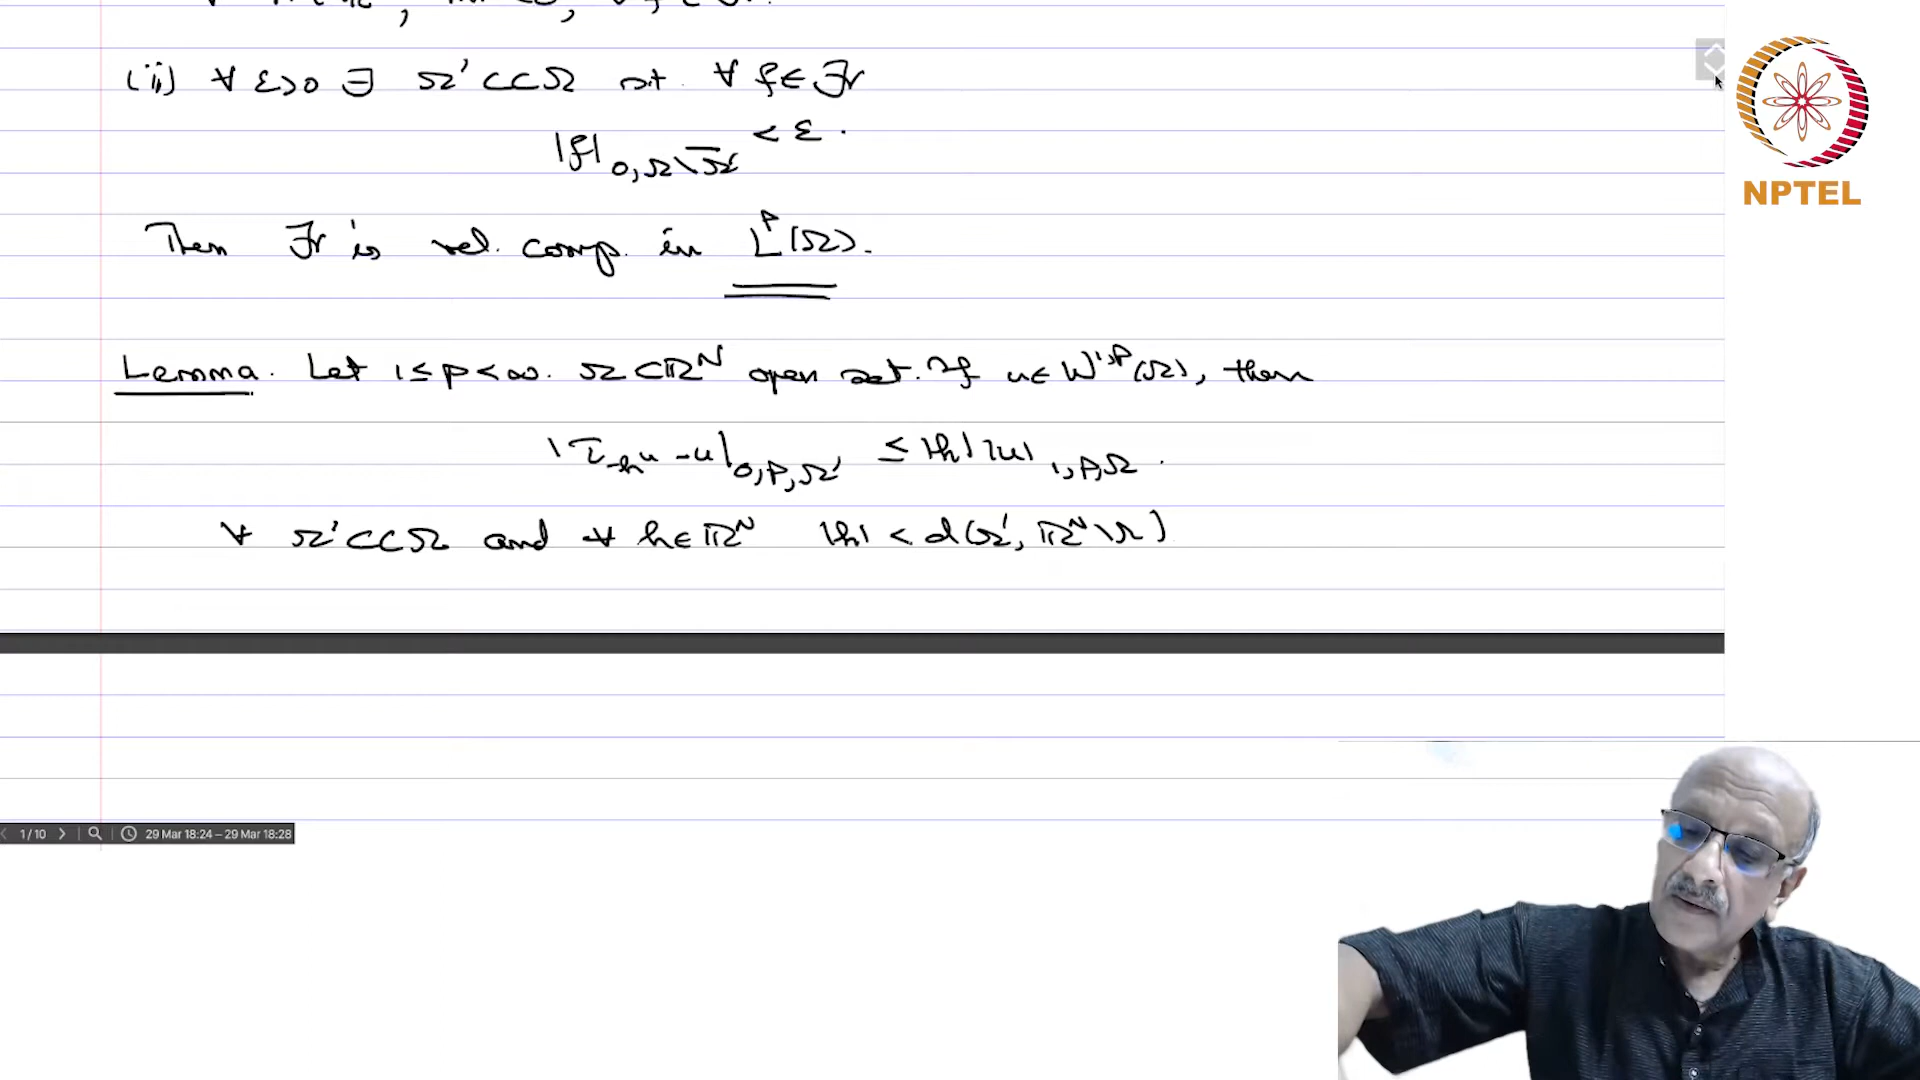 (ii) ∀ ε>0 ∃ Ω' ⊂⊂ Ω s.t. ∀ f ∈ ℱ
|f|_{0,Ω\Ω̅'} < ε.
Then ℱ is rel. comp. in L^p(Ω).
Lemma. Let 1 ≤ p < ∞. Ω ⊂ ℝ^N open set. If u ∈ W^{1,p}(Ω), then
|τ_{-h}u - u|_{0,p,Ω'} ≤ |h| |u|_{1,p,Ω}.
∀ Ω' ⊂⊂ Ω and ∀ h ∈ ℝ^N |h| < d(Ω', ℝ^N\Ω)
NPTEL
1/10
29 Mar 18:24 – 29 Mar 18:28